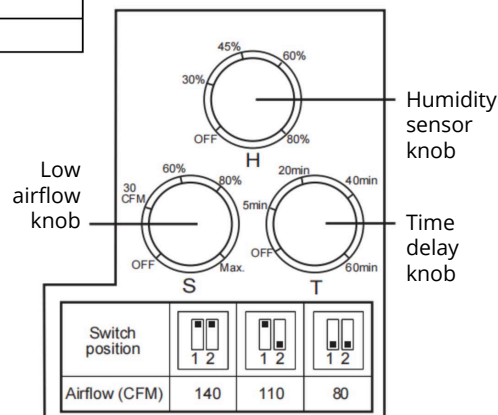 45%
60%
30%
OFF
80%
H
Humidity
sensor
knob
Low
airflow
knob
30
CFM
60%
80%
OFF
Max.
S
20min
40min
5min
OFF
60min
T
Time
delay
knob
Switch
position
1 2
1 2
1 2
Airflow (CFM) 140 110 80